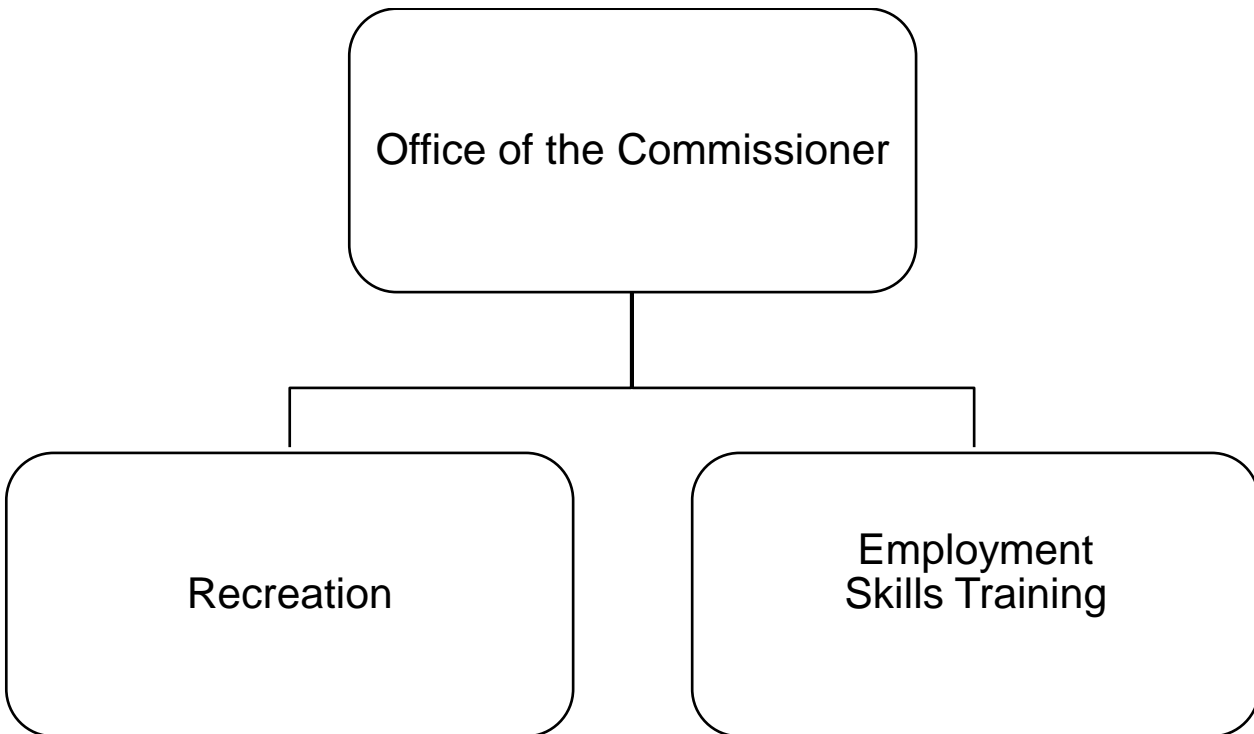 Office of the Commissioner
Recreation
Employment
Skills Training